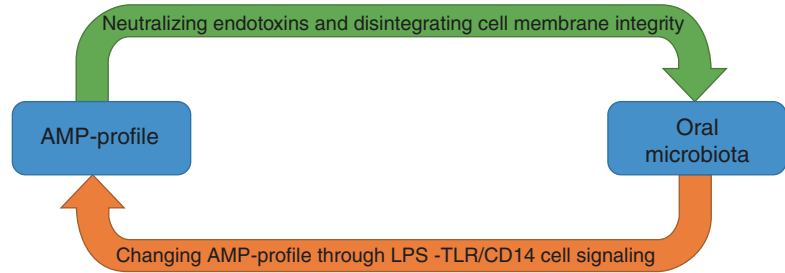 Neutralizing endotoxins and disintegrating cell membrane integrity
AMP-profile
Oral
microbiota
Changing AMP-profile through LPS -TLR/CD14 cell signaling